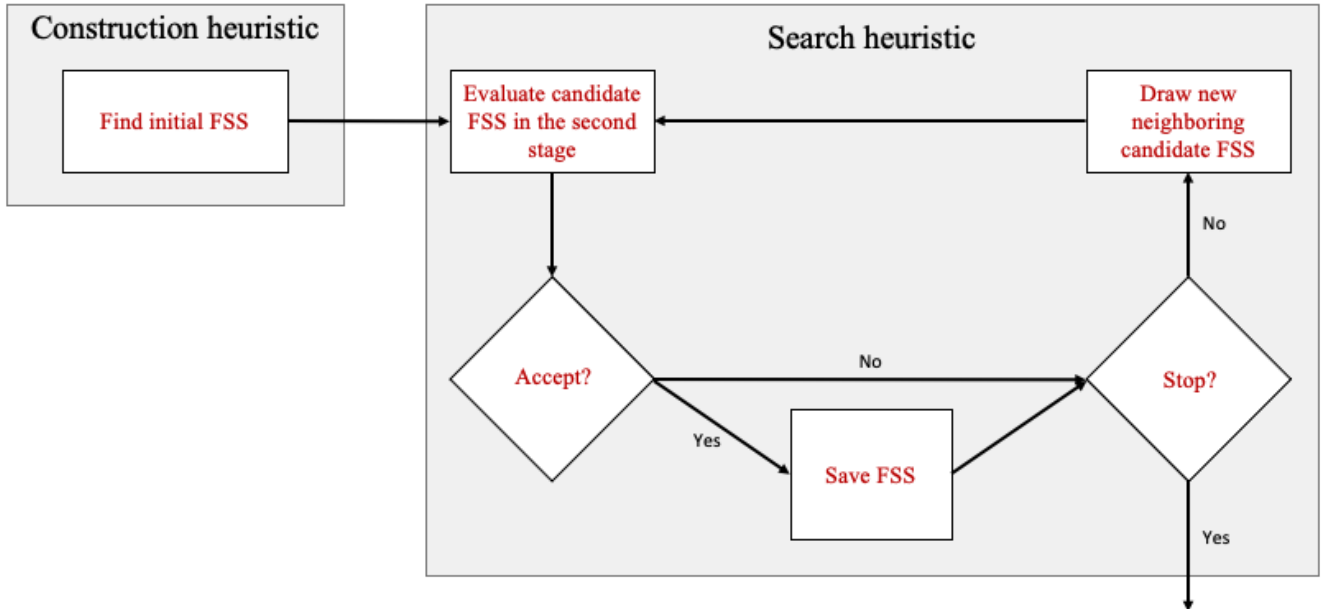 Construction heuristic
Find initial FSS
Search heuristic
Evaluate candidate
FSS in the second
stage
Draw new
neighboring
candidate FSS
No
Accept?
No
Stop?
Yes
Save FSS
Yes